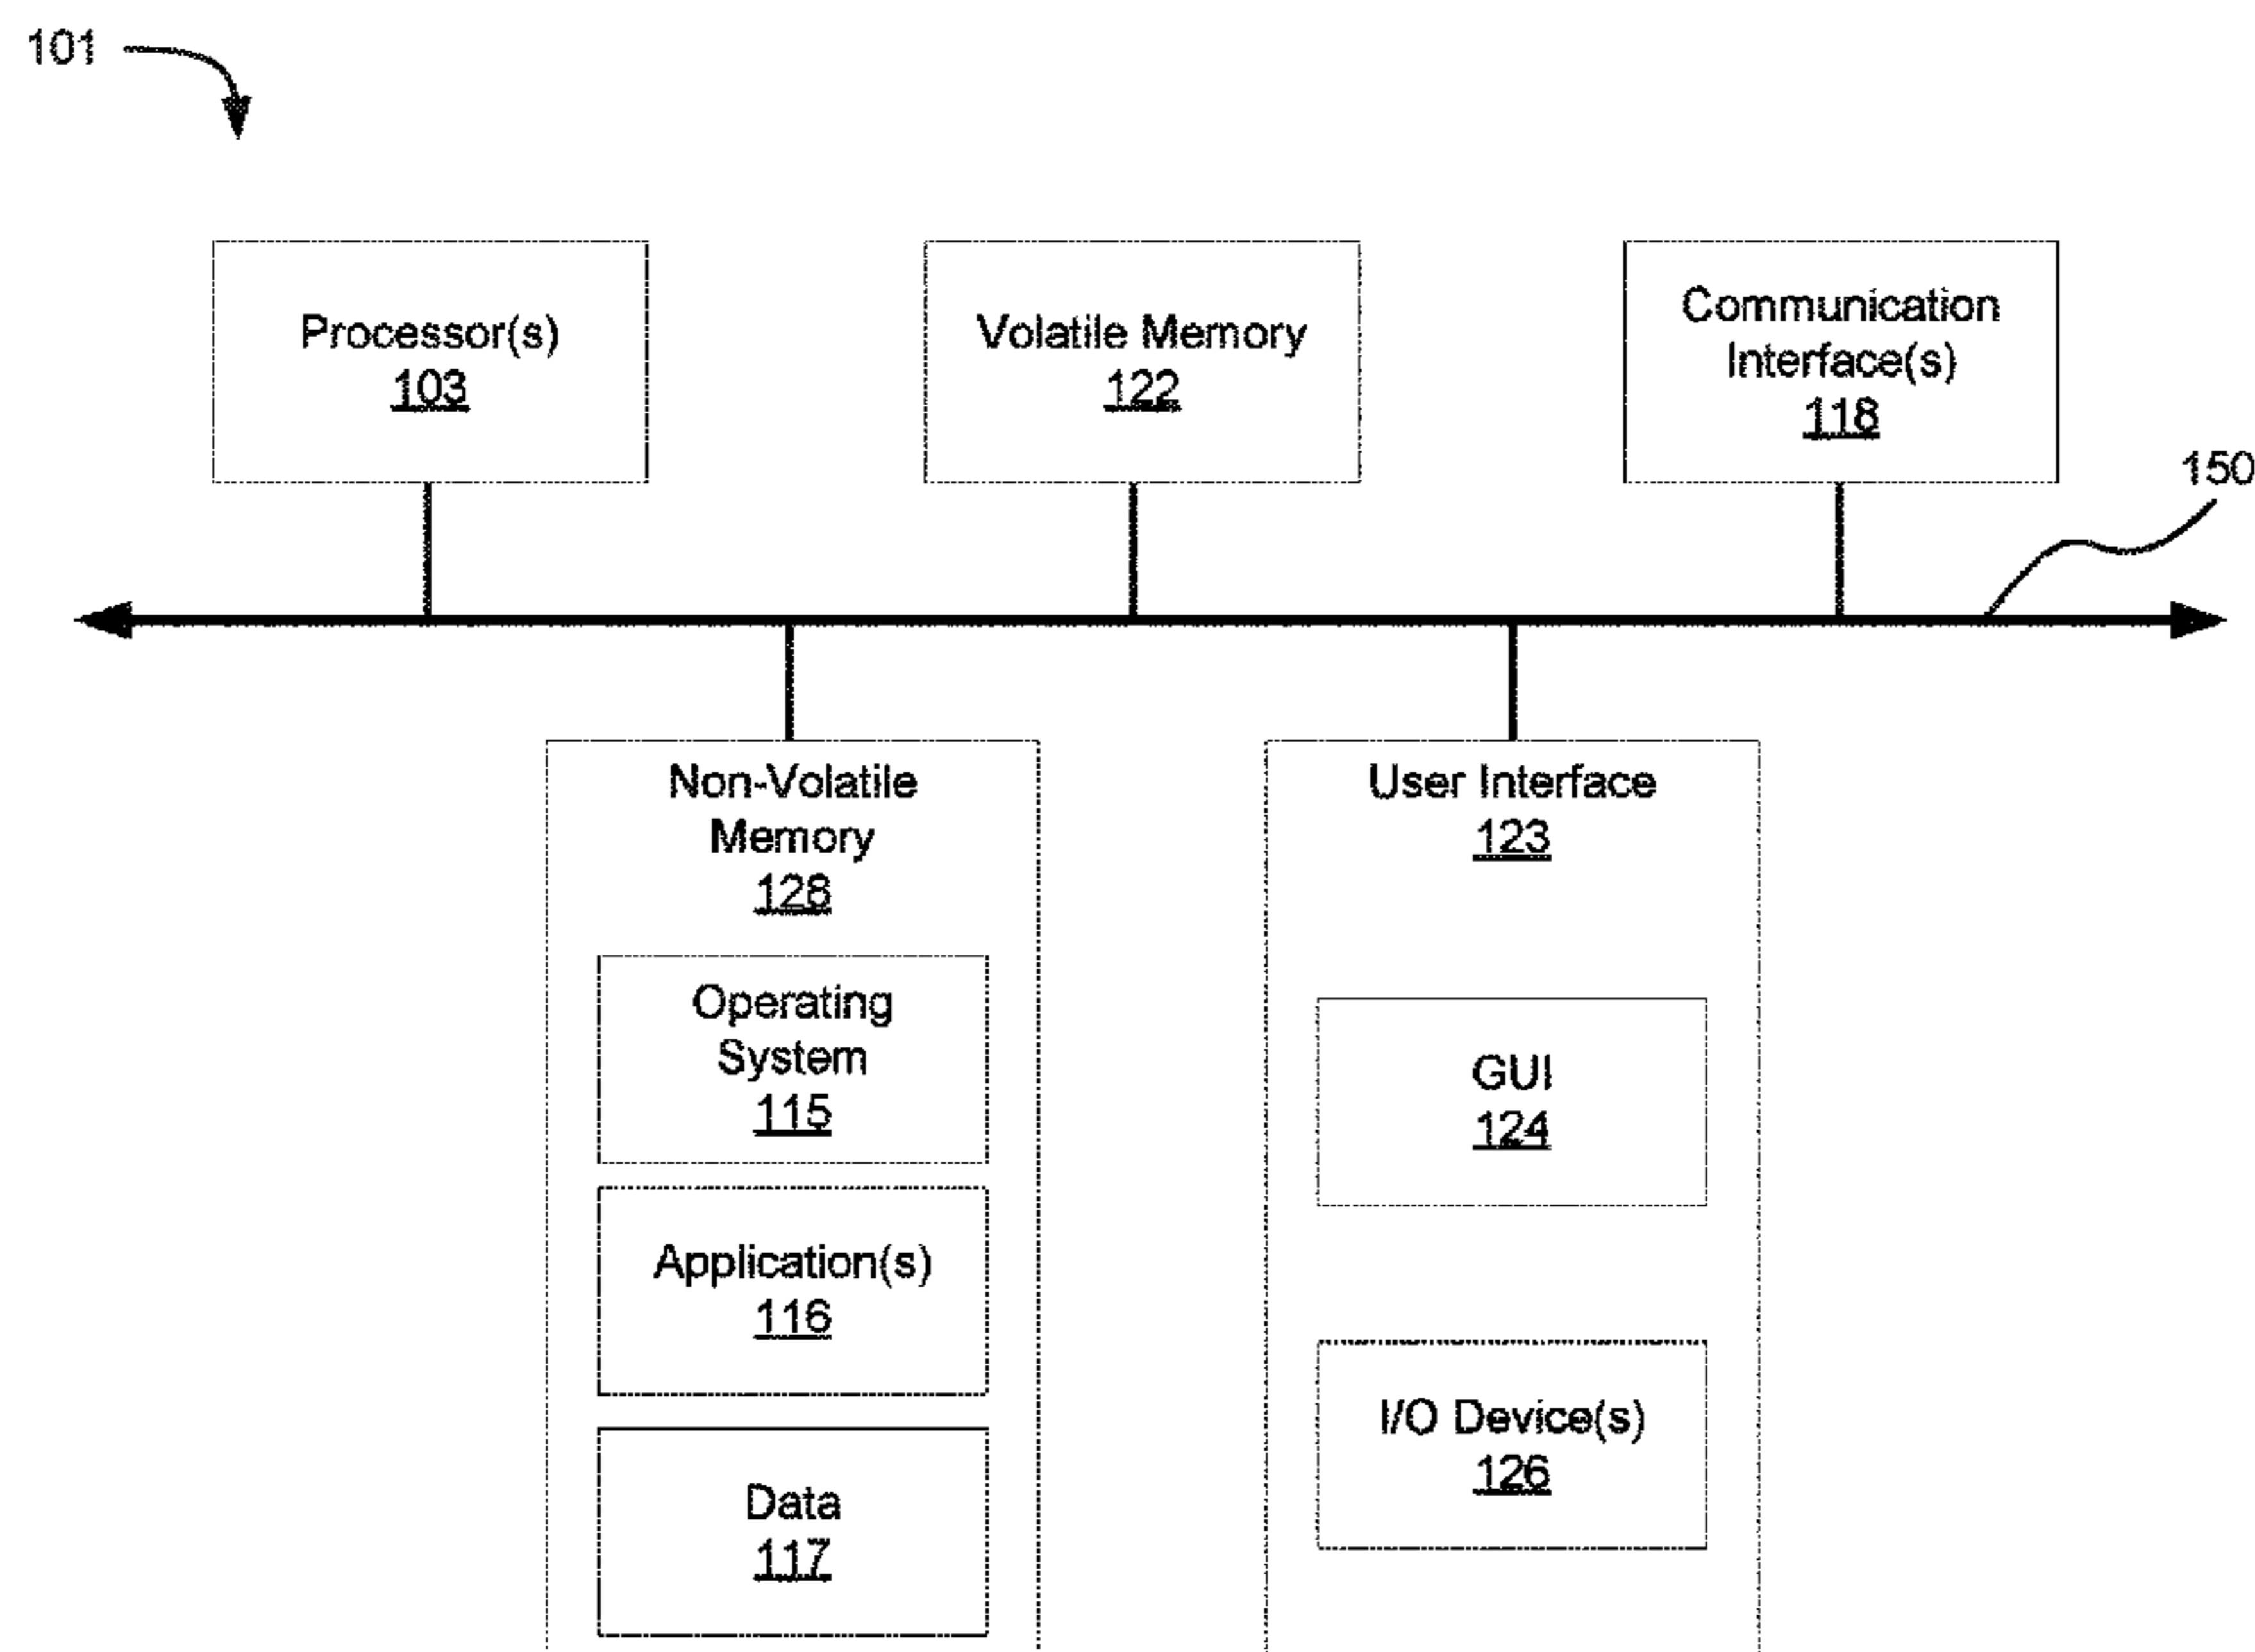 101
Processor(s)
103
Volatile Memory
122
Communication
Interface(s)
118
150
Non-Volatile
Memory
128
Operating
System
115
Application(s)
116
Data
117
User Interface
123
GUI
124
I/O Device(s)
126